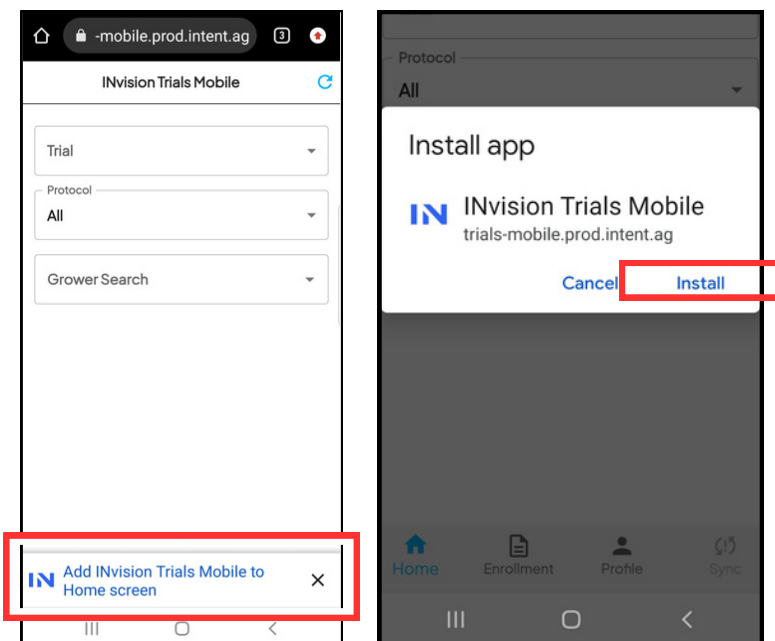 -mobile.prod.intent.ag
3
INvision Trials Mobile
Trial
Protocol
All
Grower Search
IN
Add INvision Trials Mobile to
Home screen
Protocol
All
Install app
IN
INvision Trials Mobile
trials-mobile.prod.intent.ag
Cancel
Install
Home
Enrollment
Profile
Sync